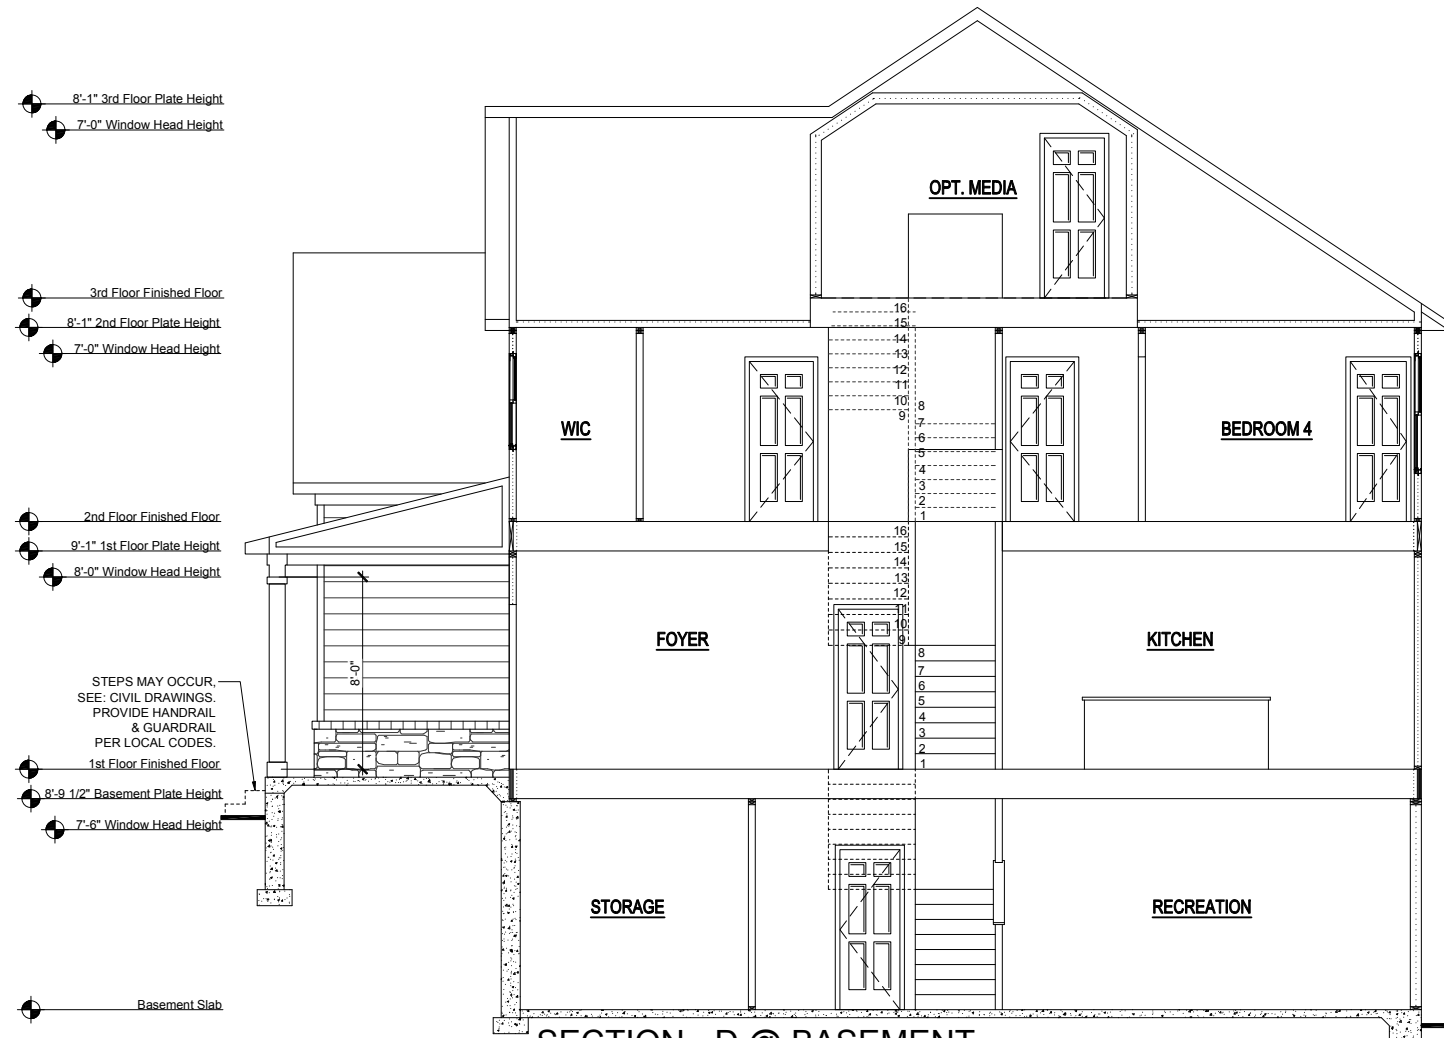 8'-1" 3rd Floor Plate Height
7'-0" Window Head Height
OPT. MEDIA
3rd Floor Finished Floor
8'-1" 2nd Floor Plate Height
7'-0" Window Head Height
16
15
14
13
12
11
10
9
8
7
6
5
4
3
2
1
WIC
BEDROOM 4
2nd Floor Finished Floor
9'-1" 1st Floor Plate Height
8'-0" Window Head Height
16
15
14
13
12
11
10
9
8
7
6
5
4
3
2
1
FOYER
KITCHEN
8'-0"
STEPS MAY OCCUR,
SEE: CIVIL DRAWINGS.
PROVIDE HANDRAIL
& GUARDRAIL
PER LOCAL CODES.
1st Floor Finished Floor
8'-9 1/2" Basement Plate Height
7'-6" Window Head Height
STORAGE
RECREATION
Basement Slab
SECTION - D @ BASEMENT